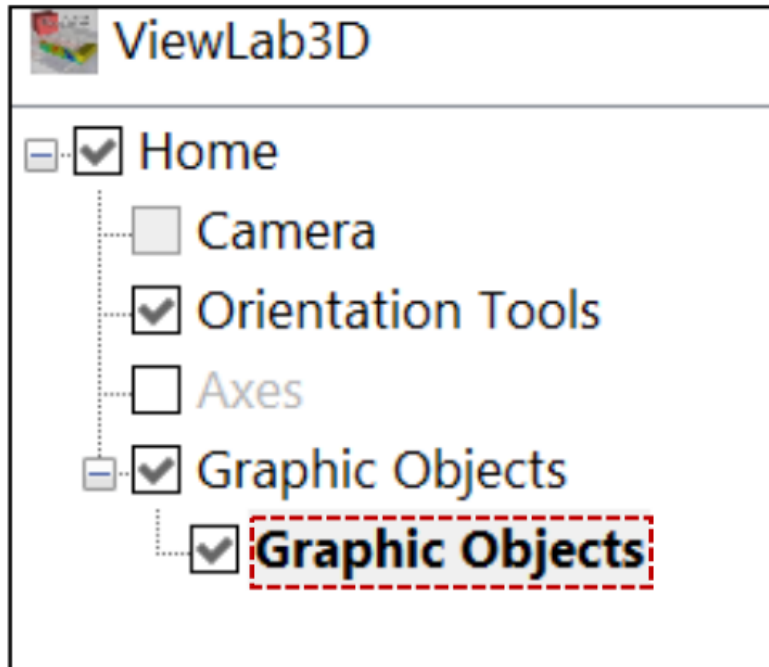 ViewLab3D
Home
Camera
Orientation Tools
Axes
Graphic Objects
Graphic Objects